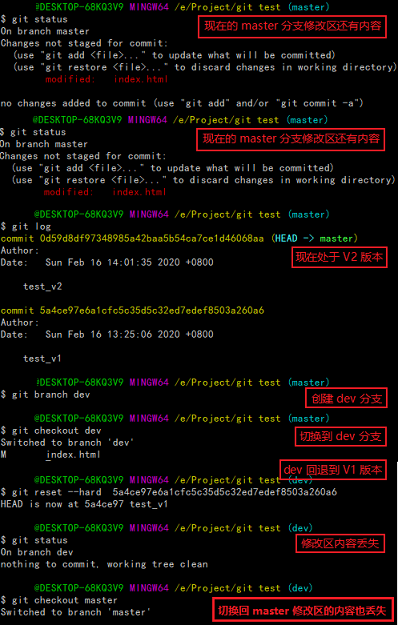 @DESKTOP-68KQ3V9 MINGW64 /e/Project/git test (master)
$ git status
On branch master
现在的 master 分支修改区还有内容
Changes not staged for commit:
(use "git add <file>..." to update what will be committed)
(use "git restore <file>..." to discard changes in working directory)
modified: index.html
no changes added to commit (use "git add" and/or "git commit -a")
@DESKTOP-68KQ3V9 MINGW64 /e/Project/git test (master)
$ git status
现在的 master 分支修改区还有内容
On branch master
Changes not staged for commit:
(use "git add <file>..." to update what will be committed)
(use "git restore <file>..." to discard changes in working directory)
modified: index.html
@DESKTOP-68KQ3V9 MINGW64 /e/Project/git test (master)
$ git log
commit 0d59d8df97348985a42baa5b54ca7ce1d46068aa (HEAD -> master)
Author:
现在处于 V2 版本
Date: Sun Feb 16 14:01:35 2020 +0800
test_v2
commit 5a4ce97e6a1cfc5c35d5c32ed7edef8503a260a6
Author:
Date: Sun Feb 16 13:25:06 2020 +0800
test_v1
@DESKTOP-68KQ3V9 MINGW64 /e/Project/git test (master)
$ git branch dev
创建 dev 分支
@DESKTOP-68KQ3V9 MINGW64 /e/Project/git test (master)
$ git checkout dev
切换到 dev 分支
Switched to branch 'dev'
M index.html
dev 回退到 V1 版本
@DESKTOP-68KQ3V9 MINGW64 /e/Project/git test (dev)
$ git reset --hard 5a4ce97e6a1cfc5c35d5c32ed7edef8503a260a6
HEAD is now at 5a4ce97 test_v1
@DESKTOP-68KQ3V9 MINGW64 /e/Project/git test (dev)
$ git status
修改区内容丢失
On branch dev
nothing to commit, working tree clean
@DESKTOP-68KQ3V9 MINGW64 /e/Project/git test (dev)
$ git checkout master
切换回 master 修改区的内容也丢失
Switched to branch 'master'